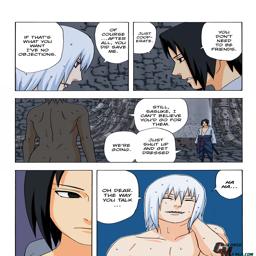 YOU DON'T
NEED TO
BE
FRIENDS.
JUST
COOP-
ERATE.
OF
COURSE...
AFTER
ALL, YOU
DID SAVE
ME.
IF THAT'S
WHAT YOU
WANT
I'VE NO
OBJECTIONS.
STILL,
SASUKE, I
CAN'T BELIEVE
YOU'D GO FOR
THEM.
JUST
SHUT UP
AND GET
DRESSED
WE'RE
GOING.
HA
HA...
OH DEAR.
THE WAY
YOU TALK
...